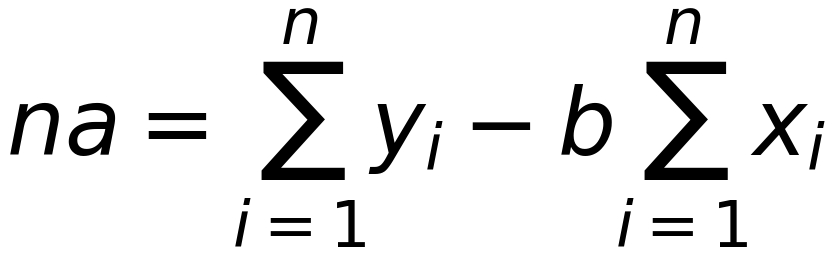 na = \sum_{i=1}^{n} y_i - b \sum_{i=1}^{n} x_i